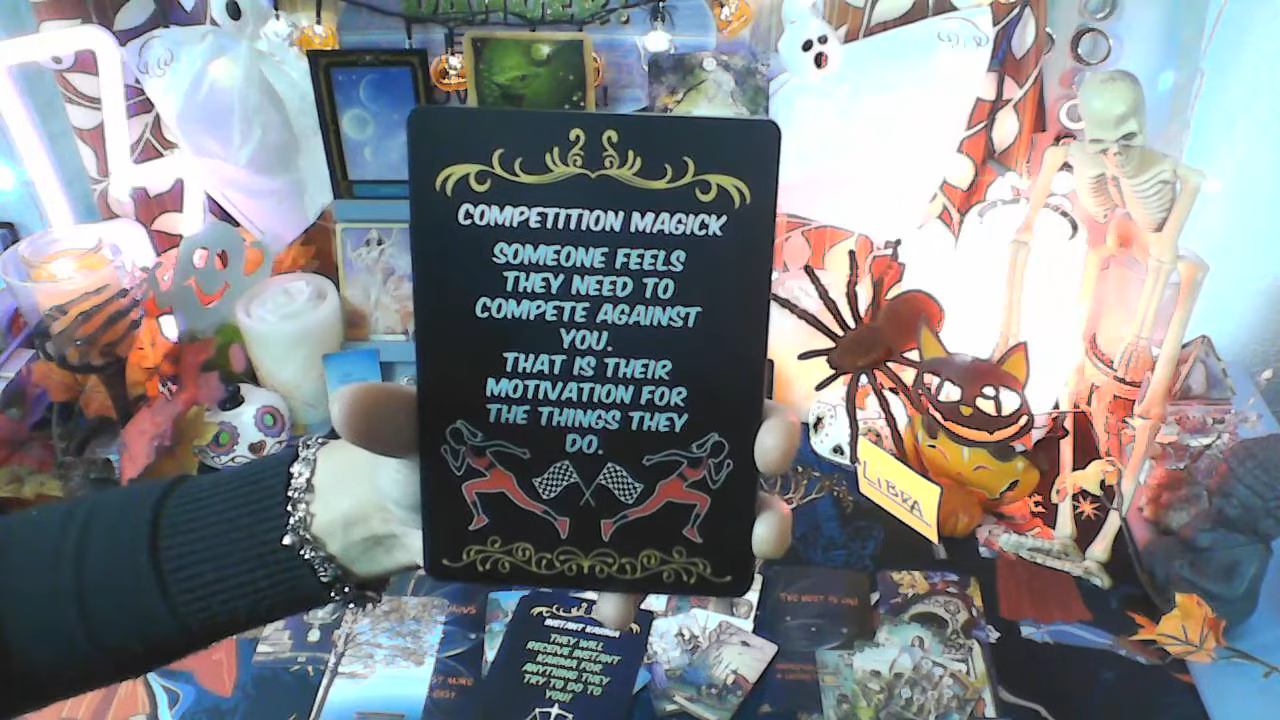 DANGER!
COMPETITION MAGICK
SOMEONE FEELS
THEY NEED TO
COMPETE AGAINST
YOU.
THAT IS THEIR
MOTIVATION FOR
THE THINGS THEY
DO.
LIBRA
INSTANT KARMA
THEY WILL
RECEIVE INSTANT
KARMA FOR
ANYTHING THEY
TRY TO DO TO
YOU!